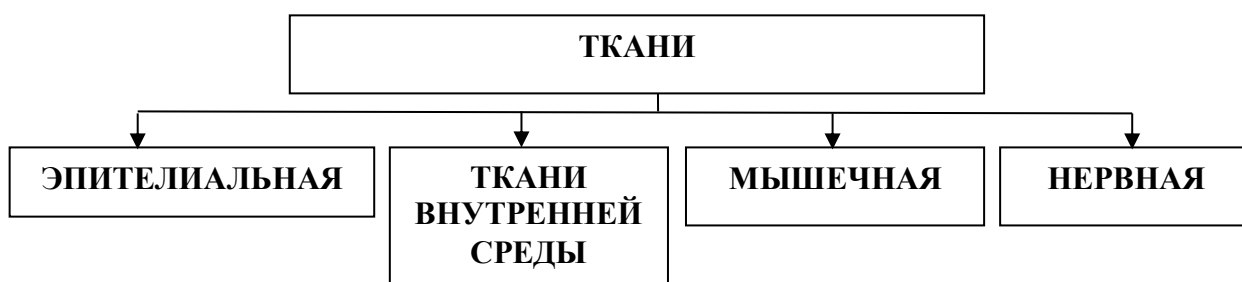 ТКАНИ
ЭПИТЕЛИАЛЬНАЯ
ТКАНИ
ВНУТРЕННЕЙ
СРЕДЫ
МЫШЕЧНАЯ
НЕРВНАЯ